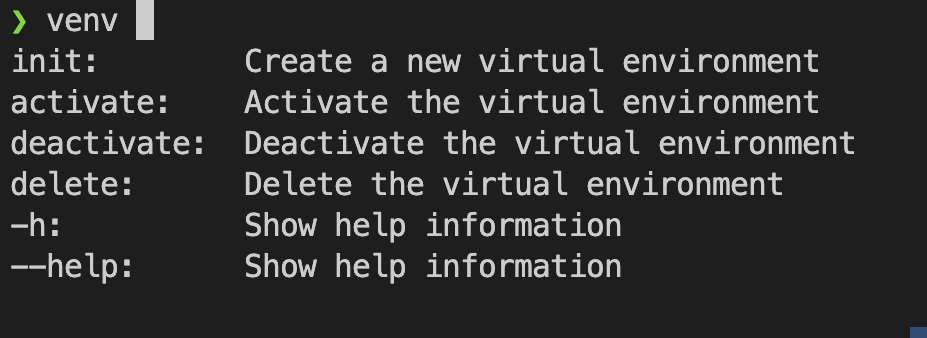 ❯ venv
init: Create a new virtual environment
activate: Activate the virtual environment
deactivate: Deactivate the virtual environment
delete: Delete the virtual environment
-h: Show help information
--help: Show help information